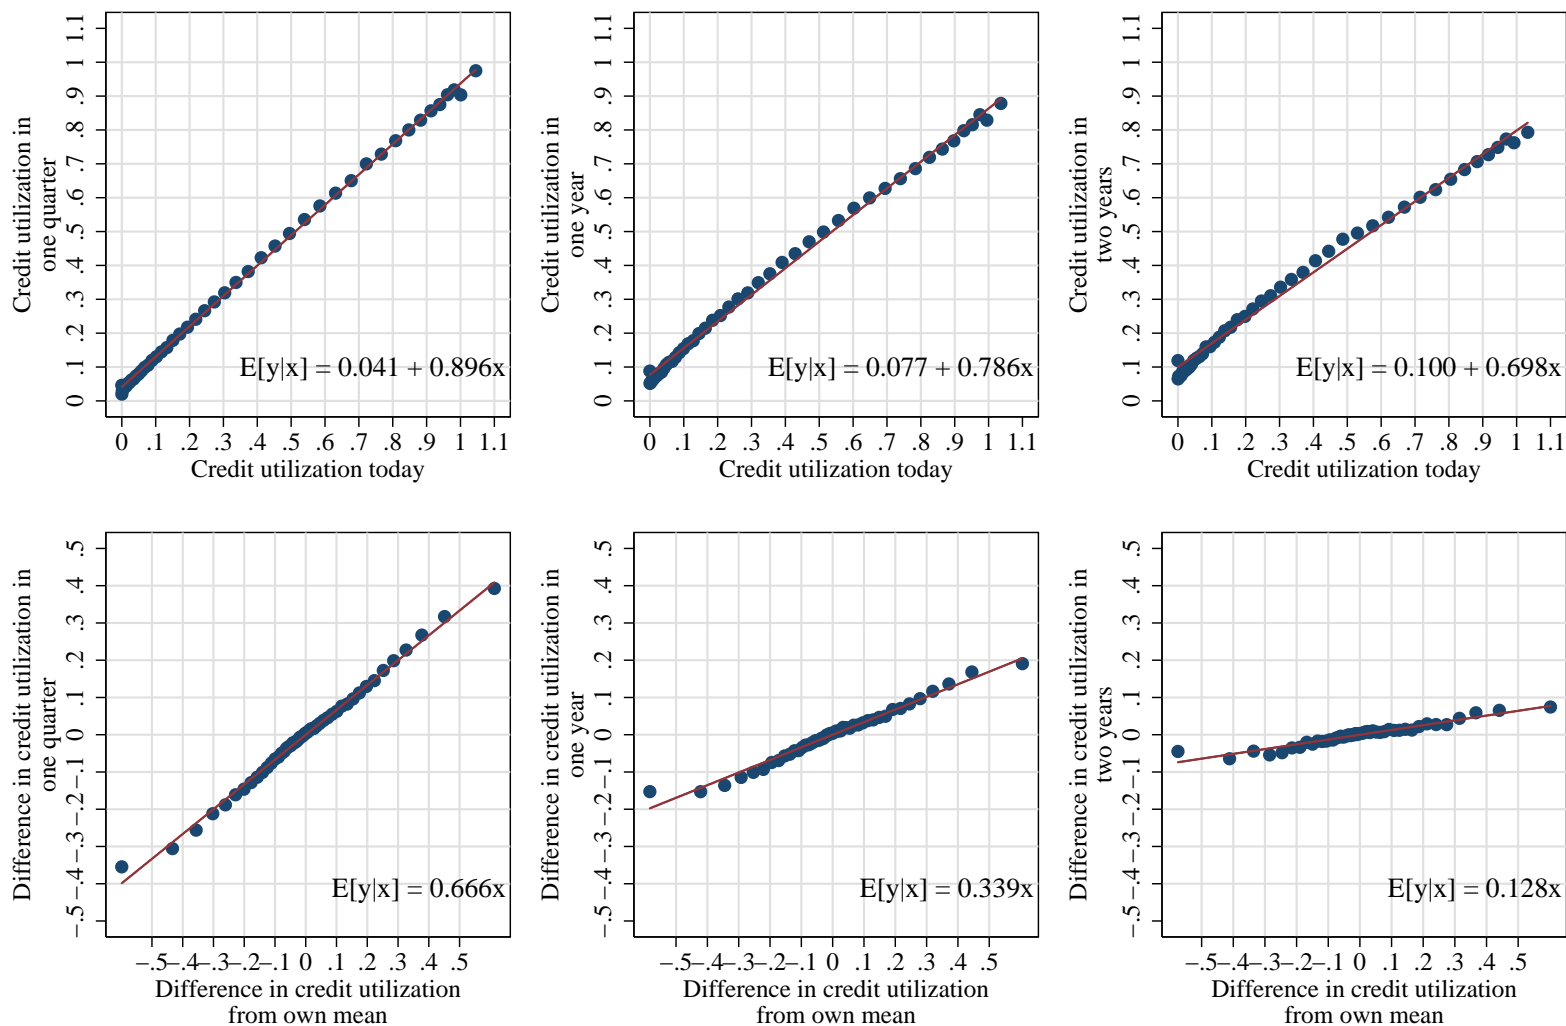 Credit utilization in
one quarter
0 .1 .2 .3 .4 .5 .6 .7 .8 .9 1 1.1
E[y|x] = 0.041 + 0.896x
0 .1 .2 .3 .4 .5 .6 .7 .8 .9 1 1.1
Credit utilization today
Credit utilization in
one year
0 .1 .2 .3 .4 .5 .6 .7 .8 .9 1 1.1
E[y|x] = 0.077 + 0.786x
0 .1 .2 .3 .4 .5 .6 .7 .8 .9 1 1.1
Credit utilization today
Credit utilization in
two years
0 .1 .2 .3 .4 .5 .6 .7 .8 .9 1 1.1
E[y|x] = 0.100 + 0.698x
0 .1 .2 .3 .4 .5 .6 .7 .8 .9 1 1.1
Credit utilization today
Difference in credit utilization in
one quarter
−.5 −.4 −.3 −.2 −.1 0 .1 .2 .3 .4 .5
E[y|x] = 0.666x
−.5 −.4 −.3 −.2 −.1 0 .1 .2 .3 .4 .5
Difference in credit utilization
from own mean
Difference in credit utilization in
one year
−.5 −.4 −.3 −.2 −.1 0 .1 .2 .3 .4 .5
E[y|x] = 0.339x
−.5 −.4 −.3 −.2 −.1 0 .1 .2 .3 .4 .5
Difference in credit utilization
from own mean
Difference in credit utilization in
two years
−.5 −.4 −.3 −.2 −.1 0 .1 .2 .3 .4 .5
E[y|x] = 0.128x
−.5 −.4 −.3 −.2 −.1 0 .1 .2 .3 .4 .5
Difference in credit utilization
from own mean